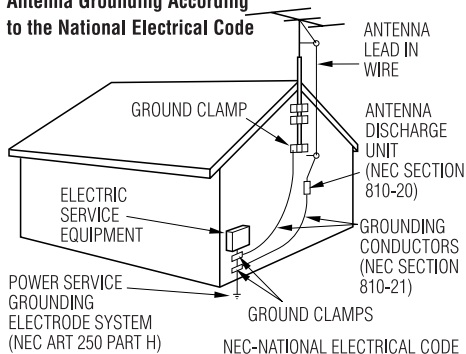 Antenna Grounding According
to the National Electrical Code
ANTENNA
LEAD IN
WIRE
GROUND CLAMP
ANTENNA
DISCHARGE
UNIT
(NEC SECTION
810-20)
ELECTRIC
SERVICE
EQUIPMENT
GROUNDING
CONDUCTORS
(NEC SECTION
810-21)
POWER SERVICE
GROUNDING
ELECTRODE SYSTEM
(NEC ART 250 PART H)
GROUND CLAMPS
NEC-NATIONAL ELECTRICAL CODE